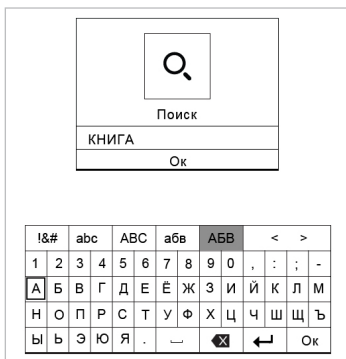 Поиск
КНИГА
Ок
!&# abc ABC абв АБВ < >
1 2 3 4 5 6 7 8 9 0 , : ; -
А Б В Г Д Е Ё Ж З И Й К Л М
Н О П Р С Т У Ф Х Ц Ч Ш Щ Ъ
Ы Ь Э Ю Я . Ок